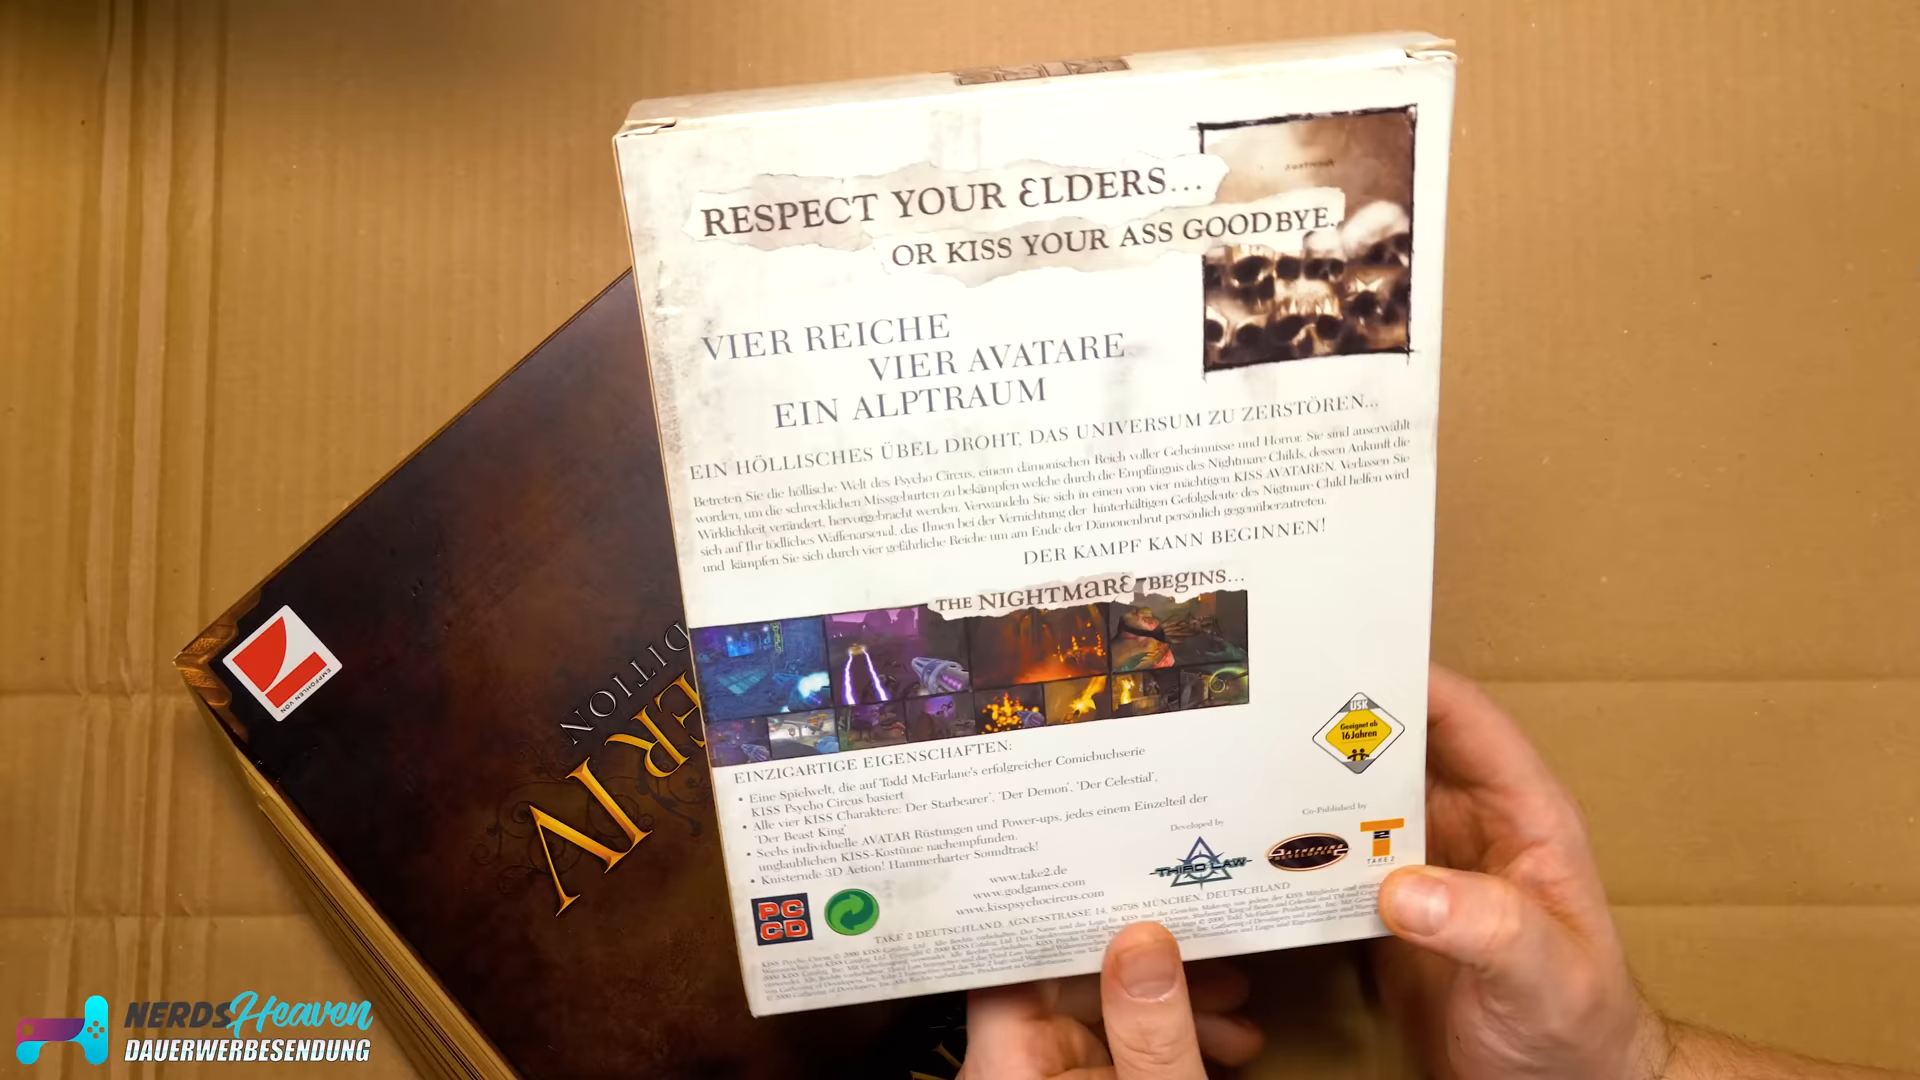 RESPECT YOUR ELDERS...
OR KISS YOUR ASS GOODBYE.
VIER REICHE
VIER AVATARE
EIN ALPTRAUM
EIN HÖLLISCHES ÜBEL DROHT, DAS UNIVERSUM ZU ZERSTÖREN...
Betreten Sie die höllische Welt des Psycho Circus, einem dämonischen Reich voller Geheimnisse und Horror. Sie sind auserwählt
worden, um die schrecklichen Missgeburten zu bekämpfen welche durch die Empfängnis des Nightmare Childs, dessen Ankunft die
Wirklichkeit verändert, hervorgebracht werden. Verwandeln Sie sich in einen von vier mächtigen KISS AVATAREN. Verlassen Sie
sich auf Ihr tödliches Waffenarsenal, das Ihnen bei der Vernichtung der hinterhältigen Gefolgsleute des Nigtmare Child helfen wird
und kämpfen Sie sich durch vier gefährliche Reiche um am Ende der Dämonenbrut persönlich gegenüberzutreten.
DER KAMPF KANN BEGINNEN!
THE NIGHTMARE BEGINS...
EINZIGARTIGE EIGENSCHAFTEN:
• Eine Spielwelt, die auf Todd McFarlane's erfolgreicher Comicbuchserie
KISS Psycho Circus basiert
• Alle vier KISS Charaktere: Der Starbearer', 'Der Demon', 'Der Celestial',
'Der Beast King'
• Sechs individuelle AVATAR Rüstungen und Power-ups, jedes einem Einzelteil der
unglaublichen KISS-Kostüme nachempfunden.
• Knisternde 3D Action! Hammerharter Soundtrack!
USK
Geeignet ab
16 Jahren
www.take2.de
www.godgames.com
www.kisspsychocircus.com
Developed by
THIRD LAW
Co-Published by
GATHERING
DEVELOPERS
T2
TAKE 2
PC
CD
TAKE 2 DEUTSCHLAND, AGNESSTRASSE 14, 80798 MÜNCHEN, DEUTSCHLAND
EMPFOHLEN VON
DITION
ER IV
NERDSHeaven
DAUERWERBESENDUNG